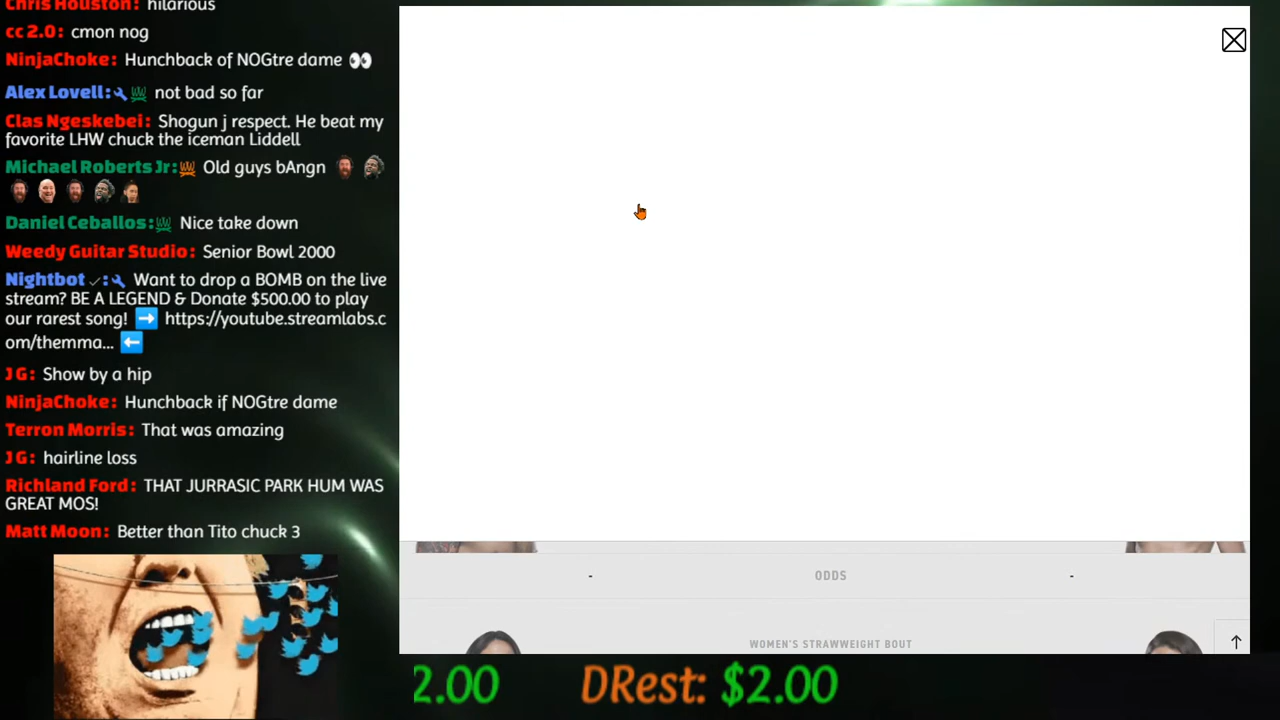 Chris Houston: hilarious
cc 2.0: cmon nog
NinjaChoke: Hunchback of NOGtre dame 👀
Alex Lovell: not bad so far
Clas Ngeskebei: Shogun j respect. He beat my
favorite LHW chuck the iceman Liddell
Michael Roberts Jr: Old guys bAngn
Daniel Ceballos: Nice take down
Weedy Guitar Studio: Senior Bowl 2000
Nightbot ✓: Want to drop a BOMB on the live
stream? BE A LEGEND & Donate $500.00 to play
our rarest song! ➡️ https://youtube.streamlabs.c
om/themma... ⬅️
J G: Show by a hip
NinjaChoke: Hunchback if NOGtre dame
Terron Morris: That was amazing
J G: hairline loss
Richland Ford: THAT JURRASIC PARK HUM WAS
GREAT MOS!
Matt Moon: Better than Tito chuck 3
- ODDS -
WOMEN'S STRAWWEIGHT BOUT
2.00 DRest: $2.00